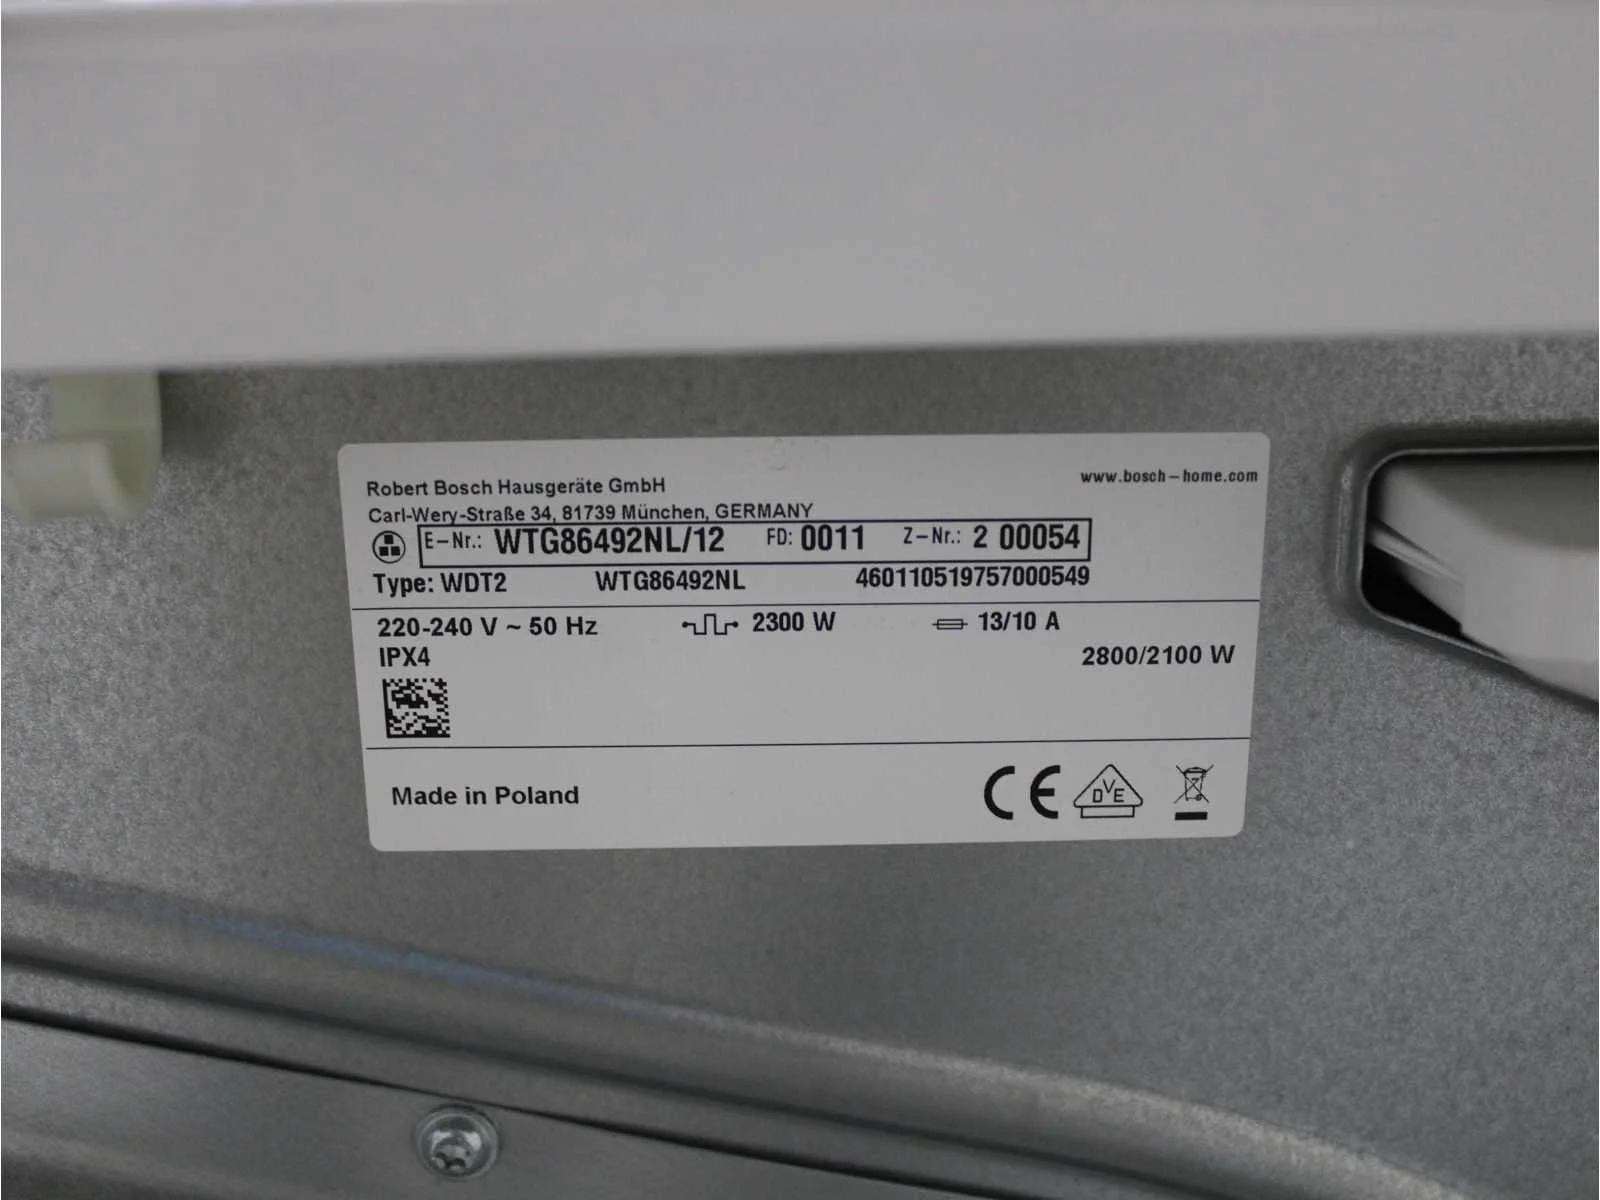 Robert Bosch Hausgeräte GmbH
www.bosch-home.com
Carl-Wery-Straße 34, 81739 München, GERMANY
E-Nr.: WTG86492NL/12 FD: 0011 Z-Nr.: 2 00054
Type: WDT2 WTG86492NL 460110519757000549
220-240 V ~ 50 Hz 2300 W 13/10 A
IPX4 2800/2100 W
Made in Poland CE DVE